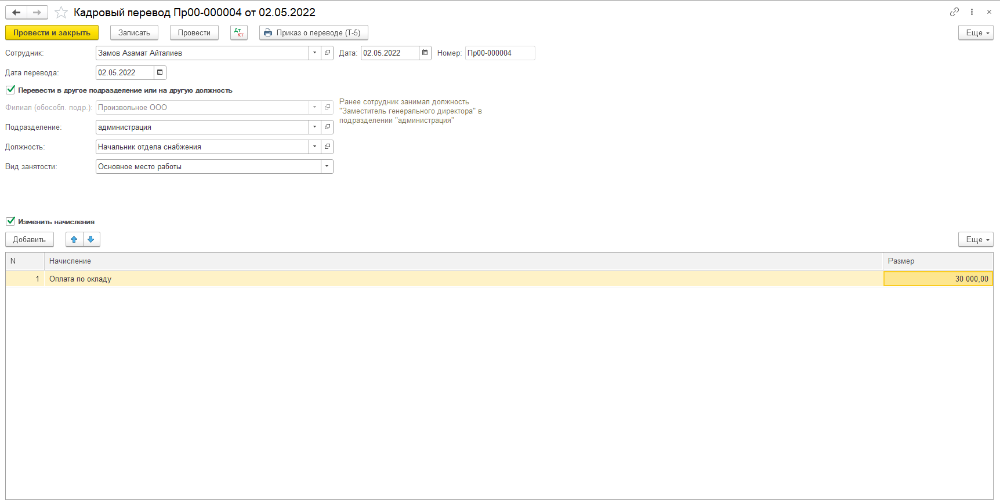 Кадровый перевод Пр00-000004 от 02.05.2022
Провести и закрыть Записать Провести Дт Кт Приказ о переводе (Т-5) Еще
Сотрудник: Замов Азамат Айталиев Дата: 02.05.2022 Номер: Пр00-000004
Дата перевода: 02.05.2022
Перевести в другое подразделение или на другую должность
Филиал (обособл. подр.): Произвольное ООО
Ранее сотрудник занимал должность
"Заместитель генерального директора" в
подразделении "администрация"
Подразделение: администрация
Должность: Начальник отдела снабжения
Вид занятости: Основное место работы
Изменить начисления
Добавить Еще
N Начисление Размер
1 Оплата по окладу 30 000,00